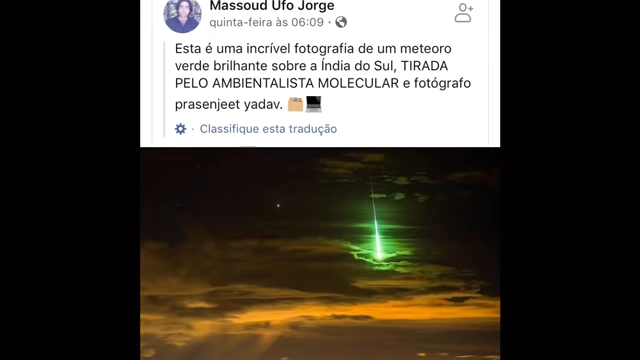 Massoud Ufo Jorge
quinta-feira às 06:09 ·
Esta é uma incrível fotografia de um meteoro
verde brilhante sobre a Índia do Sul, TIRADA
PELO AMBIENTALISTA MOLECULAR e fotógrafo
prasenjeet yadav.
· Classifique esta tradução